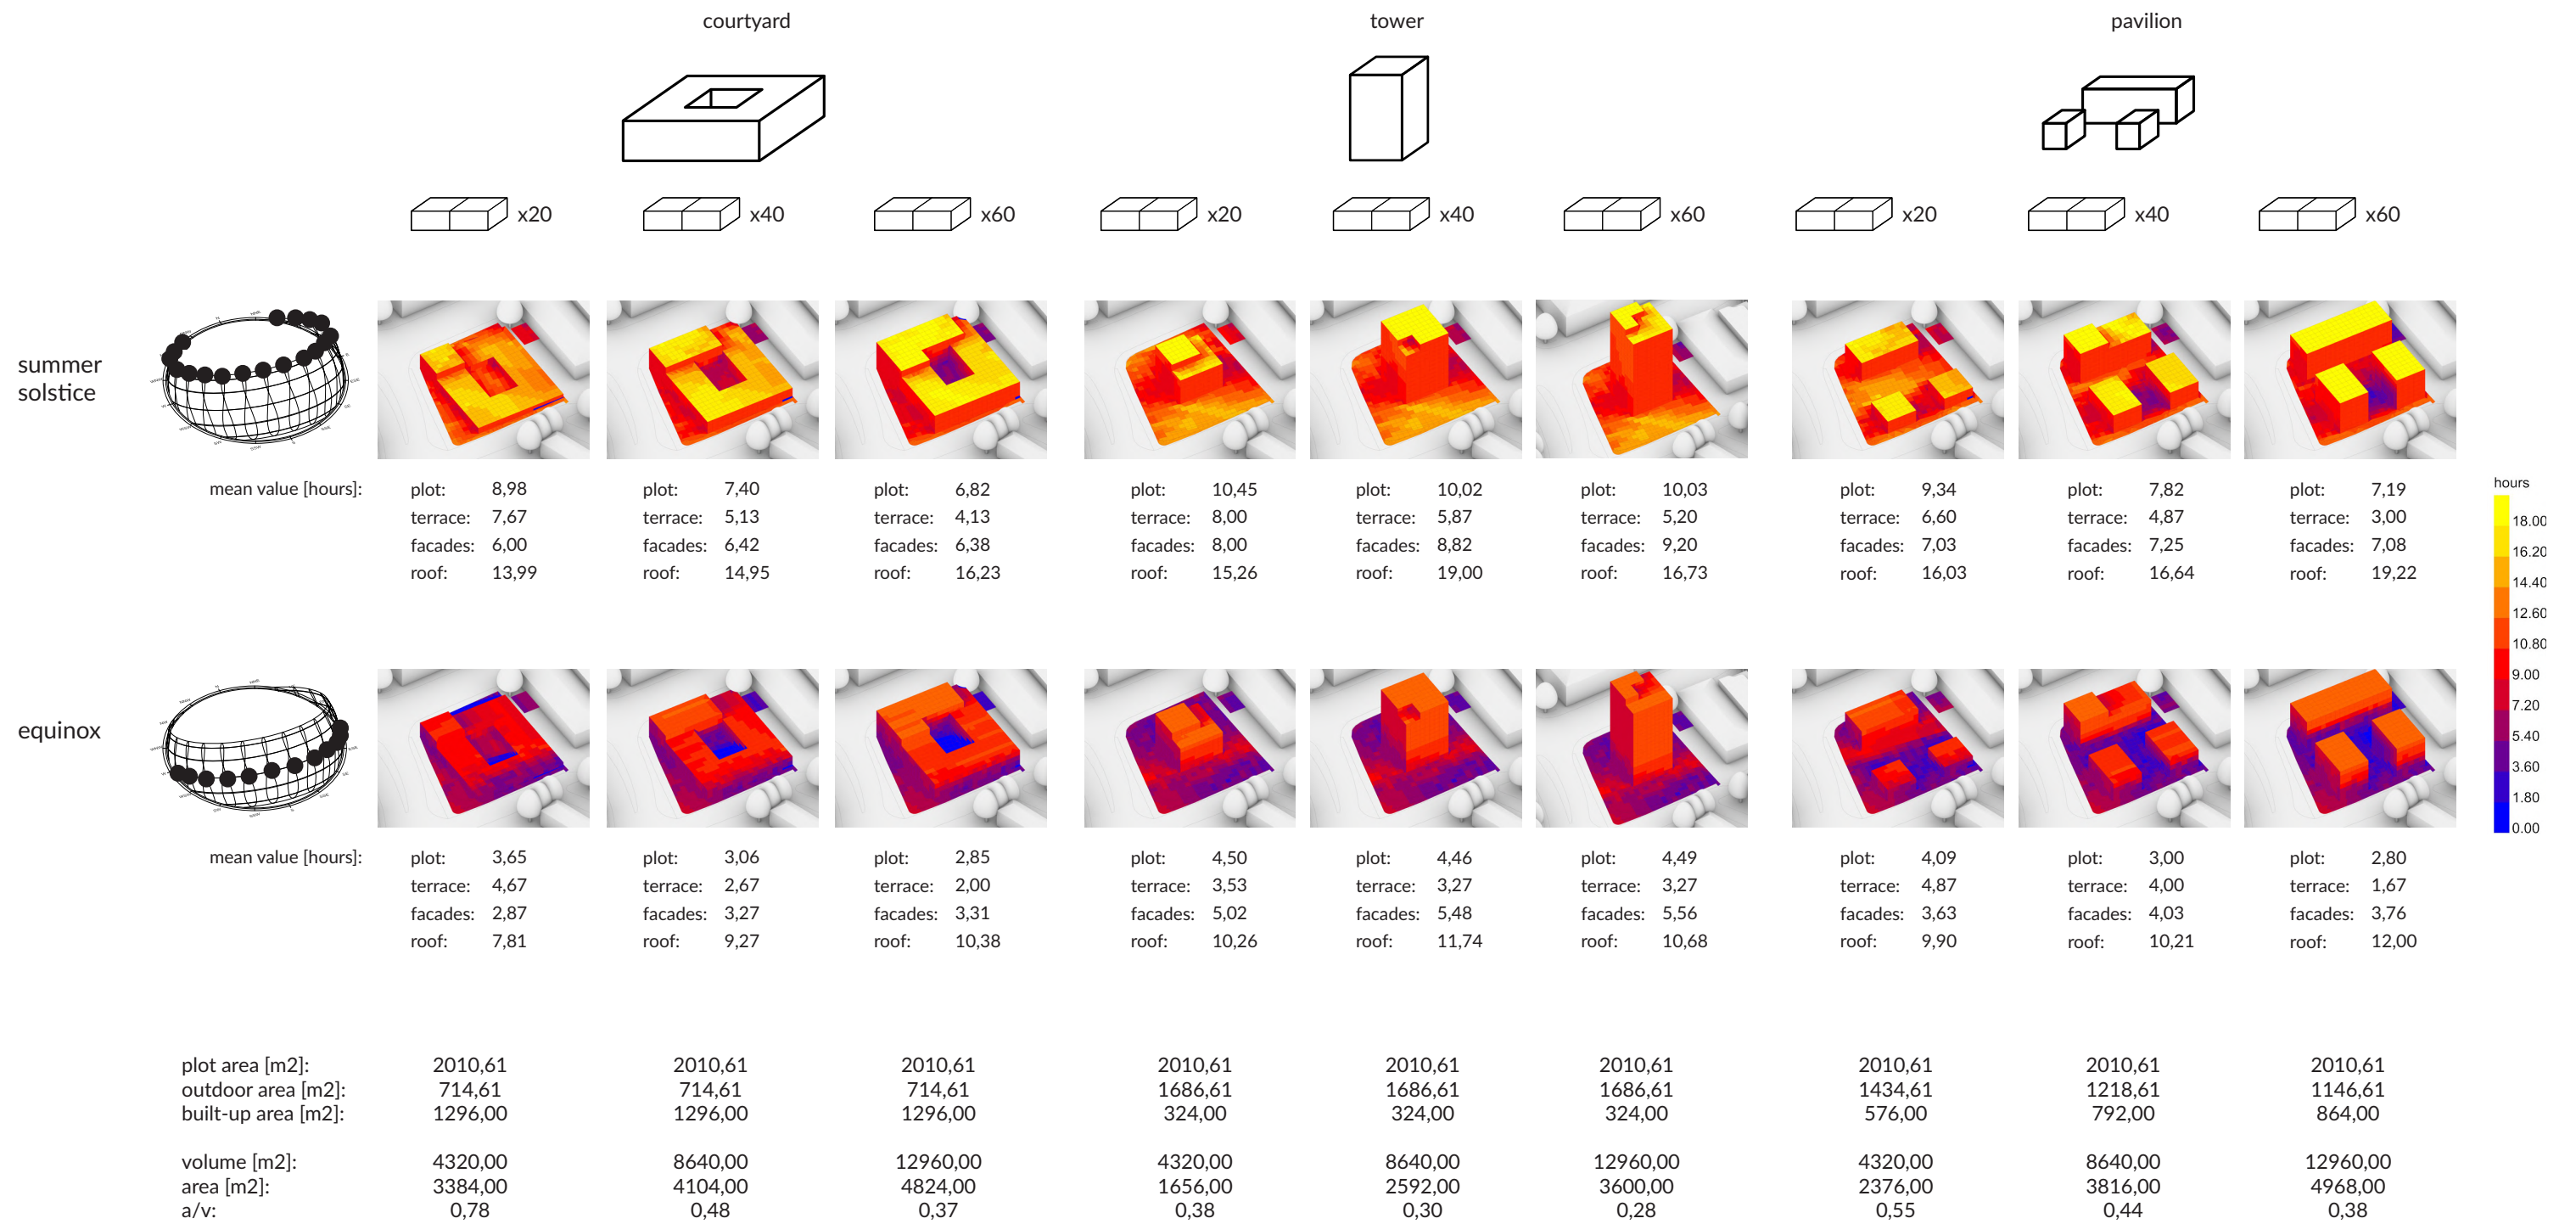 courtyard tower pavilion
x20 x40 x60 x20 x40 x60 x20 x40 x60
summer
solstice
mean value [hours]:
plot: 8,98 plot: 7,40 plot: 6,82 plot: 10,45 plot: 10,02 plot: 10,03 plot: 9,34 plot: 7,82 plot: 7,19
terrace: 7,67 terrace: 5,13 terrace: 4,13 terrace: 8,00 terrace: 5,87 terrace: 5,20 terrace: 6,60 terrace: 4,87 terrace: 3,00
facades: 6,00 facades: 6,42 facades: 6,38 facades: 8,00 facades: 8,82 facades: 9,20 facades: 7,03 facades: 7,25 facades: 7,08
roof: 13,99 roof: 14,95 roof: 16,23 roof: 15,26 roof: 19,00 roof: 16,73 roof: 16,03 roof: 16,64 roof: 19,22
hours
18.00
16.20
14.40
12.60
10.80
9.00
7.20
5.40
3.60
1.80
0.00
equinox
mean value [hours]:
plot: 3,65 plot: 3,06 plot: 2,85 plot: 4,50 plot: 4,46 plot: 4,49 plot: 4,09 plot: 3,00 plot: 2,80
terrace: 4,67 terrace: 2,67 terrace: 2,00 terrace: 3,53 terrace: 3,27 terrace: 3,27 terrace: 4,87 terrace: 4,00 terrace: 1,67
facades: 2,87 facades: 3,27 facades: 3,31 facades: 5,02 facades: 5,48 facades: 5,56 facades: 3,63 facades: 4,03 facades: 3,76
roof: 7,81 roof: 9,27 roof: 10,38 roof: 10,26 roof: 11,74 roof: 10,68 roof: 9,90 roof: 10,21 roof: 12,00
plot area [m2]: 2010,61 2010,61 2010,61 2010,61 2010,61 2010,61 2010,61 2010,61 2010,61
outdoor area [m2]: 714,61 714,61 714,61 1686,61 1686,61 1686,61 1434,61 1218,61 1146,61
built-up area [m2]: 1296,00 1296,00 1296,00 324,00 324,00 324,00 576,00 792,00 864,00
volume [m2]: 4320,00 8640,00 12960,00 4320,00 8640,00 12960,00 4320,00 8640,00 12960,00
area [m2]: 3384,00 4104,00 4824,00 1656,00 2592,00 3600,00 2376,00 3816,00 4968,00
a/v: 0,78 0,48 0,37 0,38 0,30 0,28 0,55 0,44 0,38